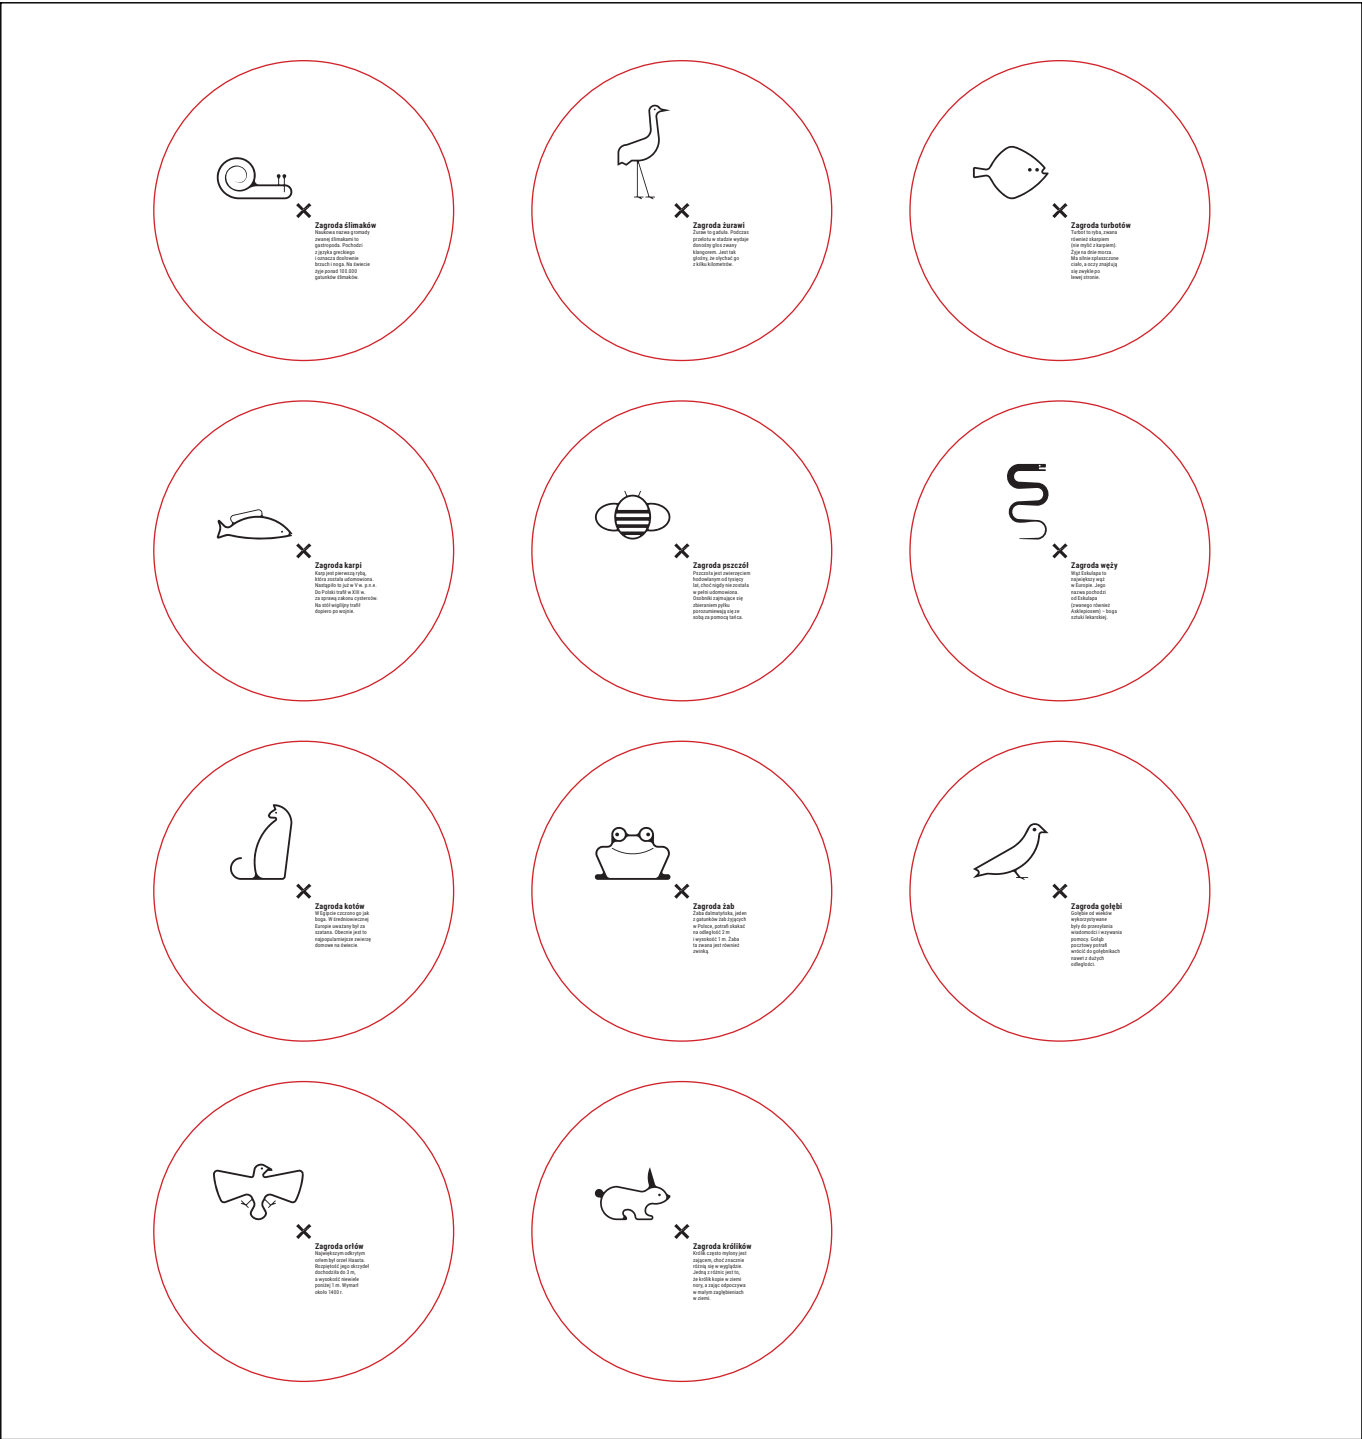 Zagroda ślimaków
Naukowa nazwa gromady
zwanej ślimakami to
gastropoda. Pochodzi
z języka greckiego
i oznacza dosłownie
brzuch i noga. Na świecie
żyje ponad 100.000
gatunków ślimaków.
Zagroda żurawi
Żuraw to gaduła. Podczas
przelotu w stadzie wydaje
donośny głos zwany
klangorem. Jest tak
głośny, że słychać go
z kilku kilometrów.
Zagroda turbotów
Turbot to ryba, zwana
również skarpiem
(nie mylić z karpiem).
Żyje na dnie morza.
Ma silnie spłaszczone
ciało, a oczy znajdują
się zwykle po
lewej stronie.
Zagroda karpi
Karp jest pierwszą rybą,
która została udomowiona.
Nastąpiło to już w V w. p.n.e.
Do Polski trafił w XIII w.
za sprawą zakonu cystersów.
Na stół wigilijny trafił
dopiero po wojnie.
Zagroda pszczół
Pszczoła jest zwierzęciem
hodowlanym od tysięcy
lat, choć nigdy nie została
w pełni udomowiona.
Osobniki zajmujące się
zbieraniem pyłku
porozumiewają się ze
sobą za pomocą tańca.
Zagroda węży
Wąż Eskulapa to
największy wąż
w Europie. Jego
nazwa pochodzi
od Eskulapa
(zwanego również
Asklepiosem) – boga
sztuki lekarskiej.
Zagroda kotów
W Egipcie czczono go jak
boga. W średniowiecznej
Europie uważany był za
szatana. Obecnie jest to
najpopularniejsze zwierzę
domowe na świecie.
Zagroda żab
Żaba dalmatyńska, jeden
z gatunków żab żyjących
w Polsce, potrafi skakać
na odległość 2 m
i wysokość 1 m. Żaba
ta zwana jest również
zwinką.
Zagroda gołębi
Gołębie od wieków
wykorzystywane
były do przesyłania
wiadomości i wzywania
pomocy. Gołąb
pocztowy potrafi
wrócić do gołębnikach
nawet z dużych
odległości.
Zagroda orłów
Największym odkrytym
orłem był orzeł Haasta.
Rozpiętość jego skrzydeł
dochodziła do 3 m,
a wysokość niewiele
poniżej 1 m. Wymarł
około 1400 r.
Zagroda królików
Królik często mylony jest
zającem, choć znacznie
różnią się w wyglądzie.
Jedną z różnic jest to,
że królik kopie w ziemi
nory, a zając odpoczywa
w małym zagłębieniach
w ziemi.